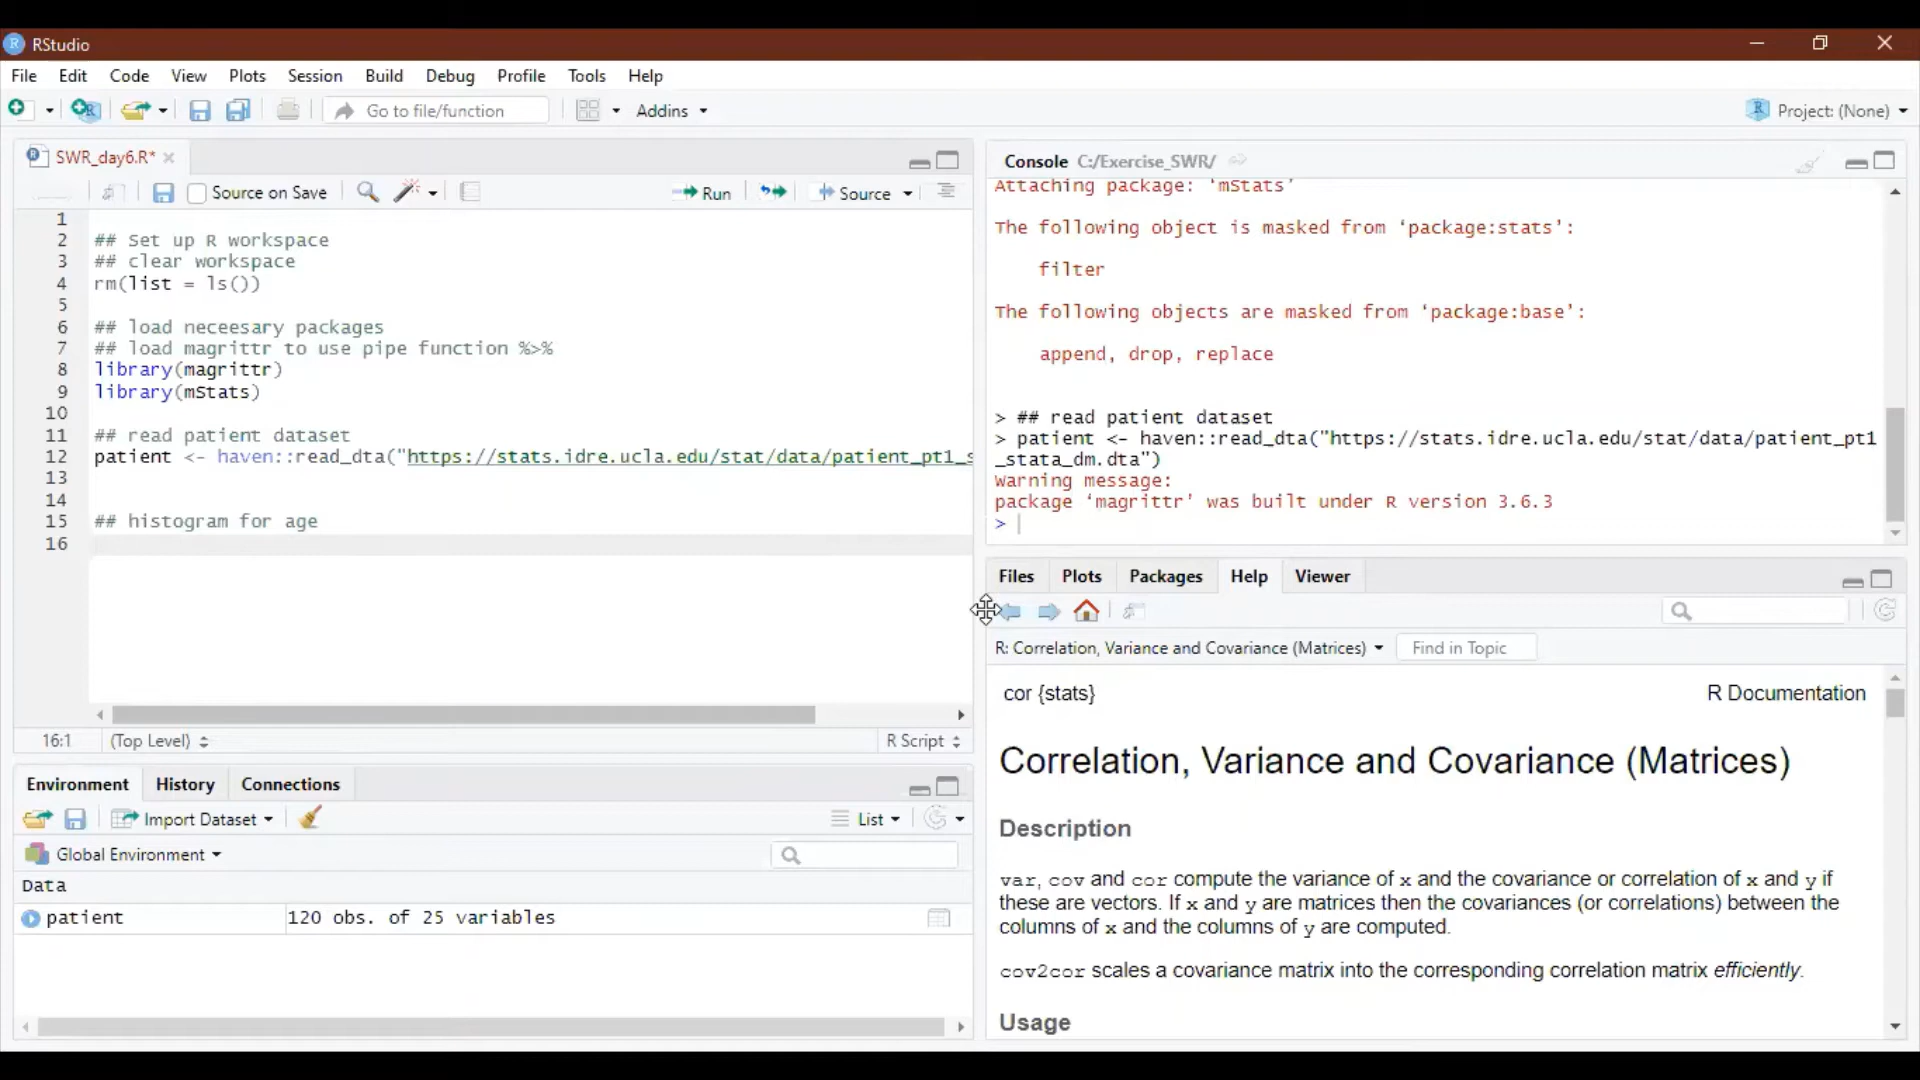 RStudio
File Edit Code View Plots Session Build Debug Profile Tools Help
Go to file/function Addins Project: (None)
SWR_day6.R*
Source on Save Run Source
1
2 ## Set up R workspace
3 ## clear workspace
4 rm(list = ls())
5
6 ## load neceesary packages
7 ## load magrittr to use pipe function %>%
8 library(magrittr)
9 library(mStats)
10
11 ## read patient dataset
12 patient <- haven::read_dta("https://stats.idre.ucla.edu/stat/data/patient_pt1_s
13
14
15 ## histogram for age
16
16:1 (Top Level) R Script
Environment History Connections
Import Dataset List
Global Environment
Data
patient 120 obs. of 25 variables
Console C:/Exercise_SWR/
Attaching package: ‘mStats’
The following object is masked from ‘package:stats’:
filter
The following objects are masked from ‘package:base’:
append, drop, replace
> ## read patient dataset
> patient <- haven::read_dta("https://stats.idre.ucla.edu/stat/data/patient_pt1
_stata_dm.dta")
Warning message:
package ‘magrittr’ was built under R version 3.6.3
>
Files Plots Packages Help Viewer
R: Correlation, Variance and Covariance (Matrices) Find in Topic
cor {stats} R Documentation
Correlation, Variance and Covariance (Matrices)
Description
var, cov and cor compute the variance of x and the covariance or correlation of x and y if
these are vectors. If x and y are matrices then the covariances (or correlations) between the
columns of x and the columns of y are computed.
cov2cor scales a covariance matrix into the corresponding correlation matrix efficiently.
Usage